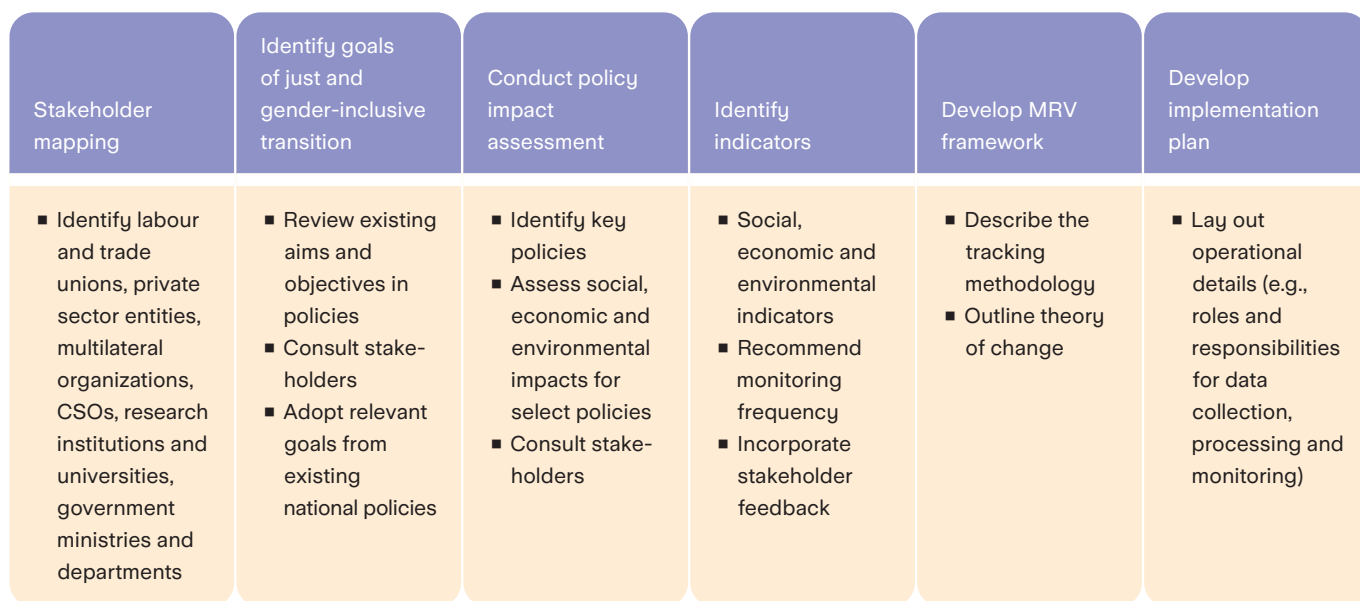 Stakeholder
mapping
Identify goals
of just and
gender-inclusive
transition
Conduct policy
impact
assessment
Identify
indicators
Develop MRV
framework
Develop
implementation
plan
▪ Identify labour
and trade
unions, private
sector entities,
multilateral
organizations,
CSOs, research
institutions and
universities,
government
ministries and
departments
▪ Review existing
aims and
objectives in
policies
▪ Consult stake-
holders
▪ Adopt relevant
goals from
existing
national policies
▪ Identify key
policies
▪ Assess social,
economic and
environmental
impacts for
select policies
▪ Consult stake-
holders
▪ Social,
economic and
environmental
indicators
▪ Recommend
monitoring
frequency
▪ Incorporate
stakeholder
feedback
▪ Describe the
tracking
methodology
▪ Outline theory
of change
▪ Lay out
operational
details (e.g.,
roles and
responsibilities
for data
collection,
processing and
monitoring)